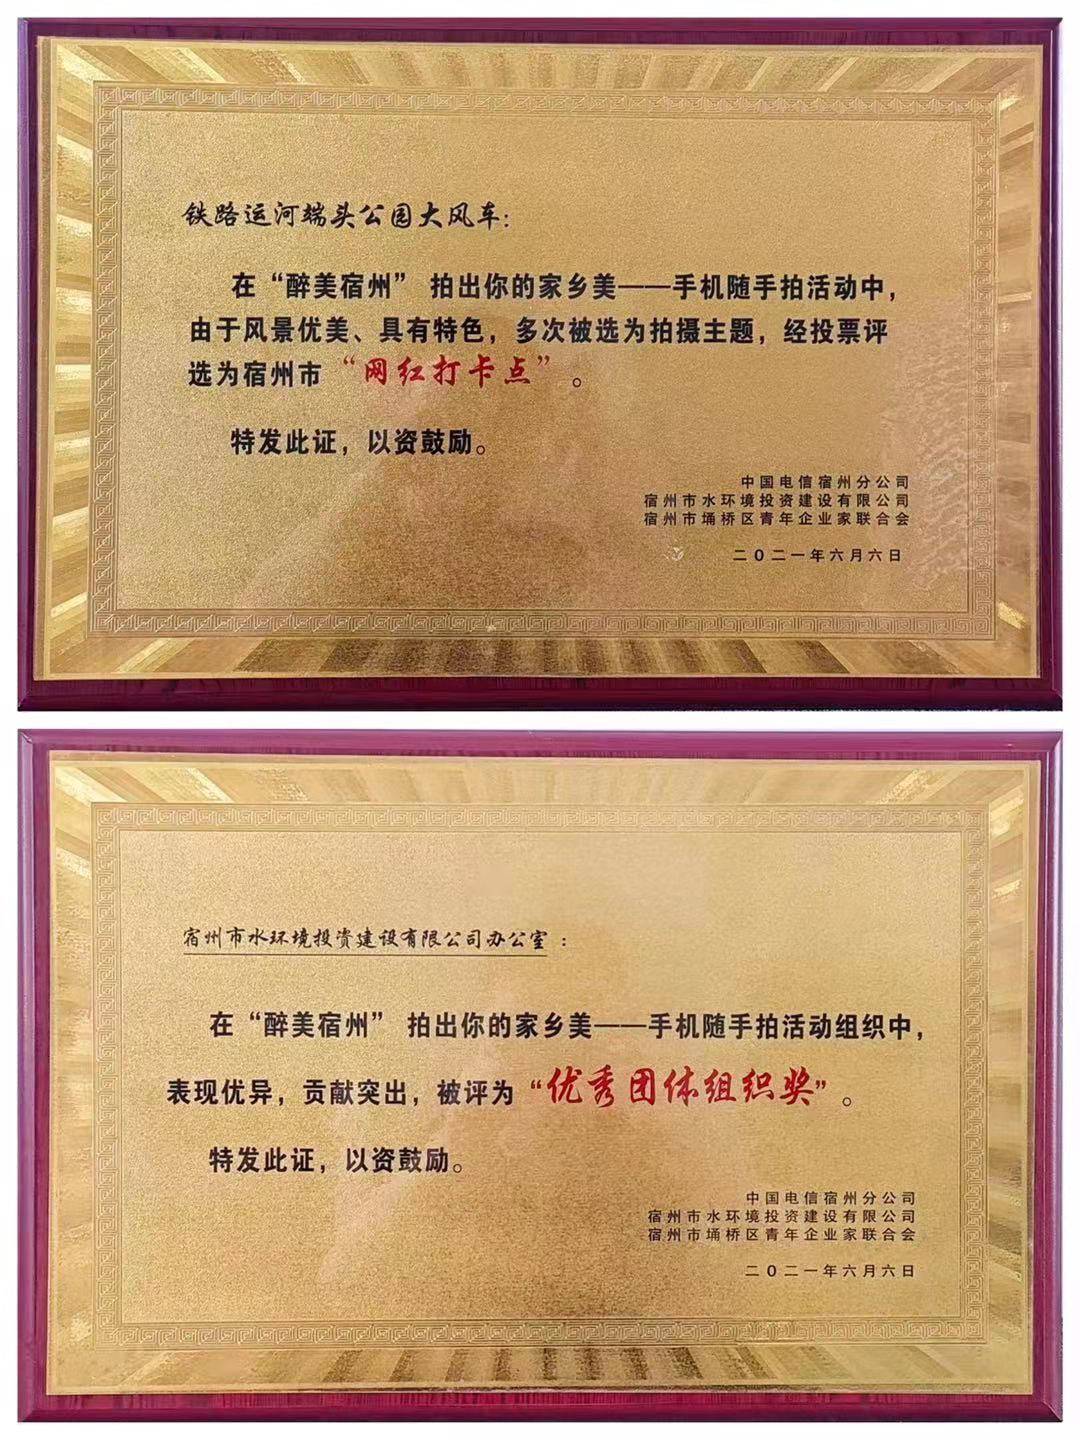 铁路运河端头公园大风车：
在“醉美宿州” 拍出你的家乡美——手机随手拍活动中，
由于风景优美、具有特色，多次被选为拍摄主题，经投票评
选为宿州市“网红打卡点”。
特发此证，以资鼓励。
中国电信宿州分公司
宿州市水环境投资建设有限公司
宿州市埇桥区青年企业家联合会
二〇二一年六月六日
宿州市水环境投资建设有限公司办公室：
在“醉美宿州” 拍出你的家乡美——手机随手拍活动组织中，
表现优异，贡献突出，被评为“优秀团体组织奖”。
特发此证，以资鼓励。
中国电信宿州分公司
宿州市水环境投资建设有限公司
宿州市埇桥区青年企业家联合会
二〇二一年六月六日